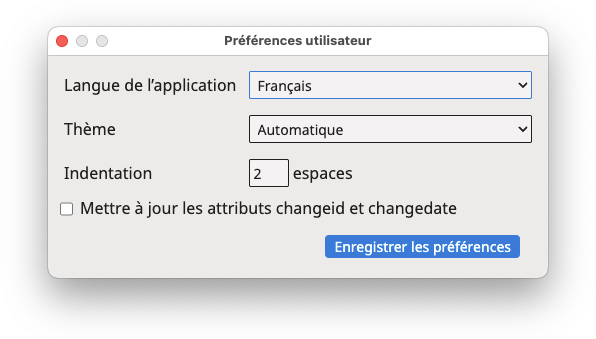 Préférences utilisateur
Langue de l’application Français
Thème Automatique
Indentation 2 espaces
Mettre à jour les attributs changeid et changedate
Enregistrer les préférences